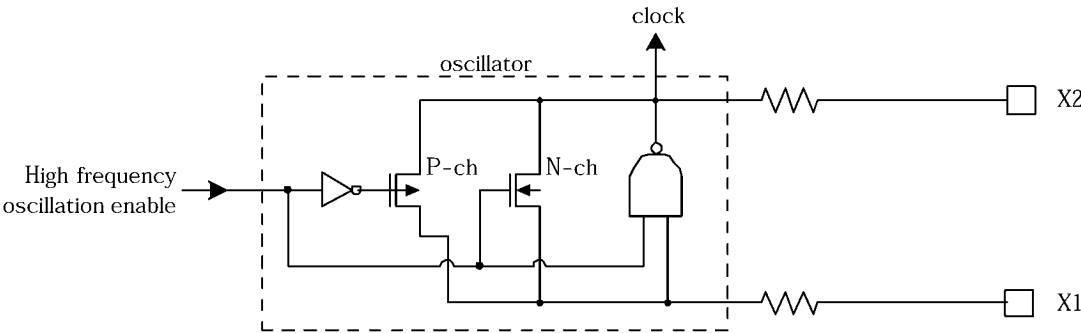 clock
oscillator
X2
P-ch
N-ch
High frequency
oscillation enable
X1